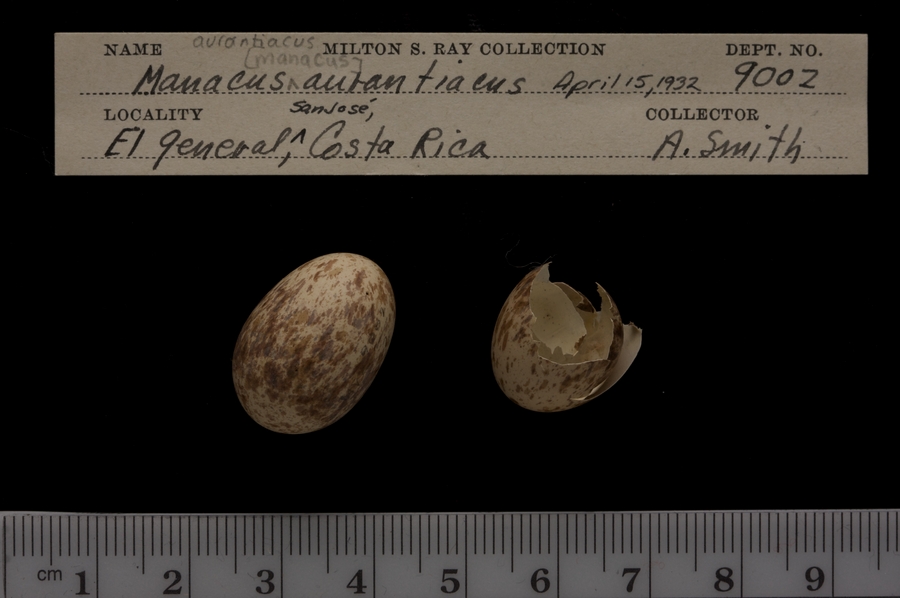 aurantiacus
NAME [manacus] MILTON S. RAY COLLECTION DEPT. NO.
Manacus ^ aurantiacus April 15, 1932 9002
LOCALITY San José, COLLECTOR
El general, ^ Costa Rica A. Smith
cm 1 2 3 4 5 6 7 8 9